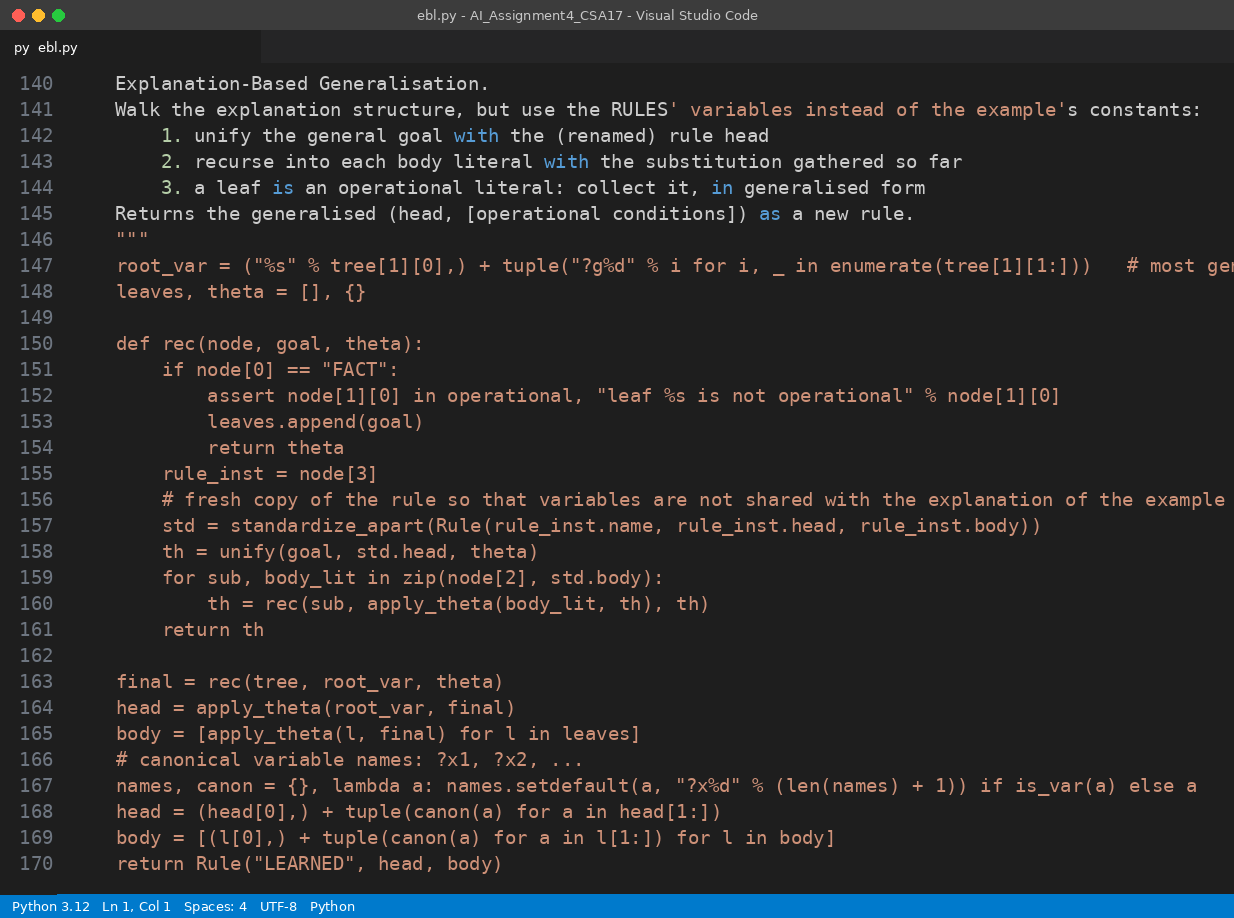 ebl.py - AI_Assignment4_CSA17 - Visual Studio Code
py ebl.py
140 Explanation-Based Generalisation.
141 Walk the explanation structure, but use the RULES' variables instead of the example's constants:
142 1. unify the general goal with the (renamed) rule head
143 2. recurse into each body literal with the substitution gathered so far
144 3. a leaf is an operational literal: collect it, in generalised form
145 Returns the generalised (head, [operational conditions]) as a new rule.
146 """
147 root_var = ("%s" % tree[1][0],) + tuple("?g%d" % i for i, _ in enumerate(tree[1][1:]))   # most
148 leaves, theta = [], {}
149
150 def rec(node, goal, theta):
151 if node[0] == "FACT":
152 assert node[1][0] in operational, "leaf %s is not operational" % node[1][0]
153 leaves.append(goal)
154 return theta
155 rule_inst = node[3]
156 # fresh copy of the rule so that variables are not shared with the explanation of the example
157 std = standardize_apart(Rule(rule_inst.name, rule_inst.head, rule_inst.body))
158 th = unify(goal, std.head, theta)
159 for sub, body_lit in zip(node[2], std.body):
160 th = rec(sub, apply_theta(body_lit, th), th)
161 return th
162
163 final = rec(tree, root_var, theta)
164 head = apply_theta(root_var, final)
165 body = [apply_theta(l, final) for l in leaves]
166 # canonical variable names: ?x1, ?x2, ...
167 names, canon = {}, lambda a: names.setdefault(a, "?x%d" % (len(names) + 1)) if is_var(a) else a
168 head = (head[0],) + tuple(canon(a) for a in head[1:])
169 body = [(l[0],) + tuple(canon(a) for a in l[1:]) for l in body]
170 return Rule("LEARNED", head, body)
Python 3.12 Ln 1, Col 1 Spaces: 4 UTF-8 Python